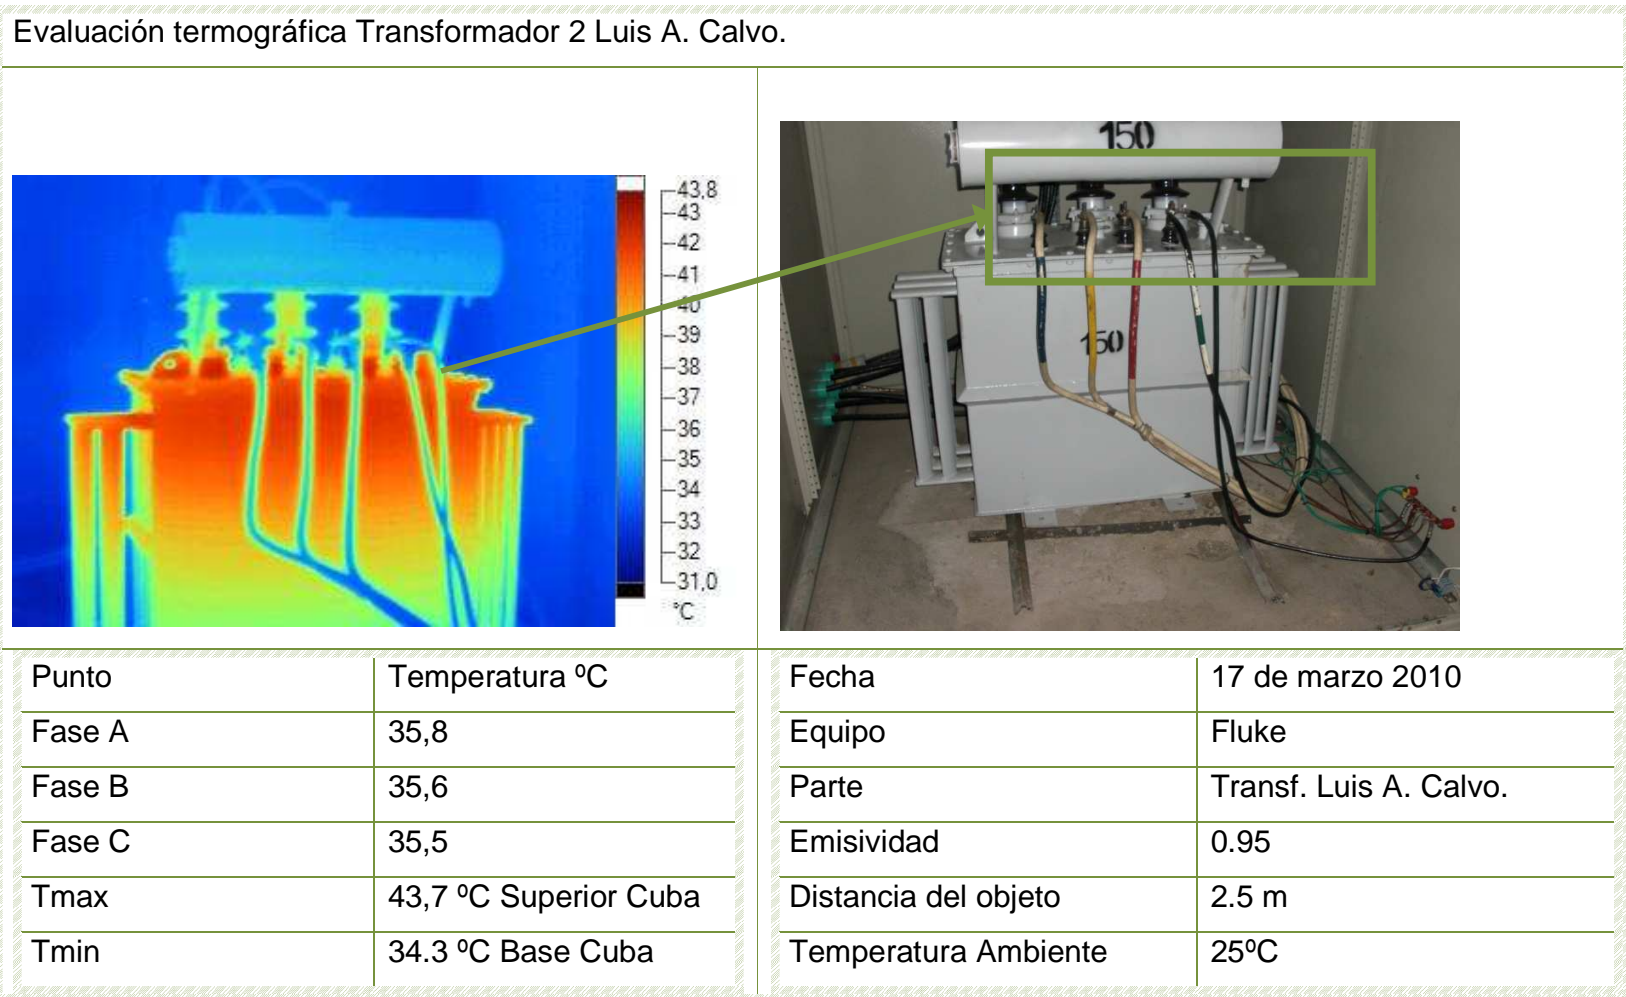 Evaluación termográfica Transformador 2 Luis A. Calvo.
43,8
43
42
41
40
39
38
37
36
35
34
33
32
31,0
°C
150
150
Punto Temperatura ºC
Fase A 35,8
Fase B 35,6
Fase C 35,5
Tmax 43,7 ºC Superior Cuba
Tmin 34.3 ºC Base Cuba
Fecha 17 de marzo 2010
Equipo Fluke
Parte Transf. Luis A. Calvo.
Emisividad 0.95
Distancia del objeto 2.5 m
Temperatura Ambiente 25ºC